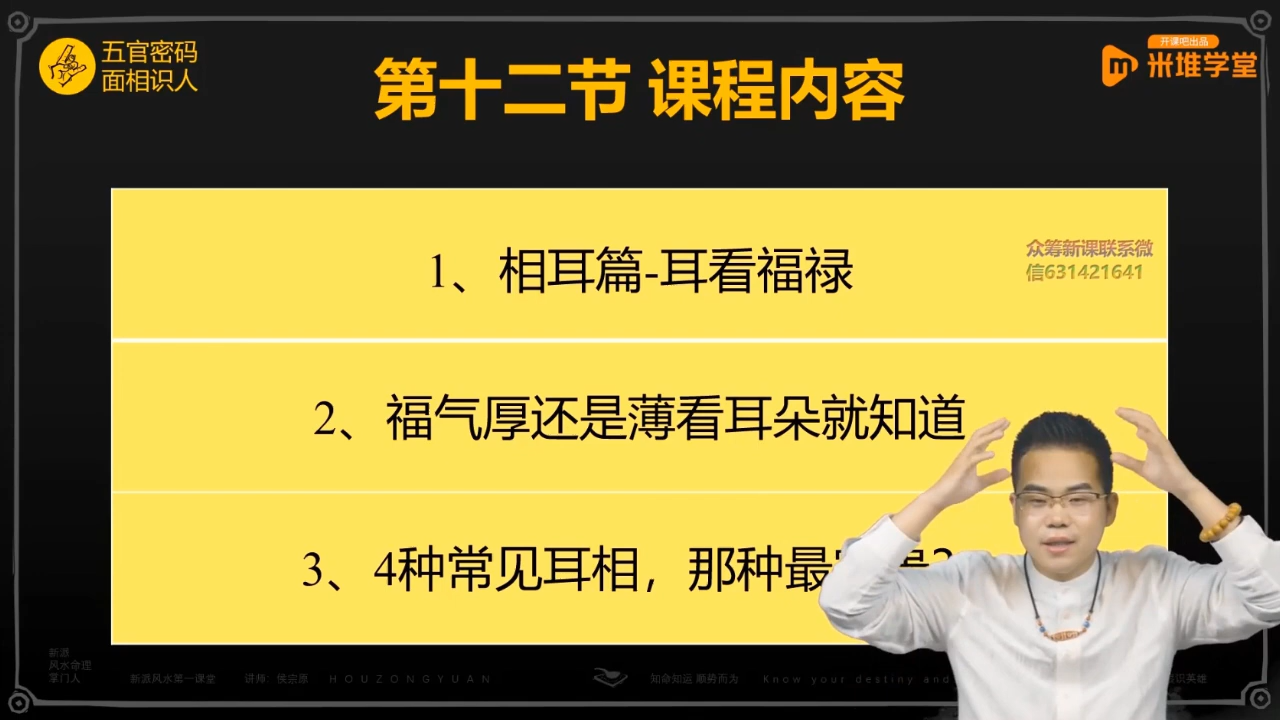 五官密码
面相识人
第十二节 课程内容
开课吧出品
米堆学堂
1、相耳篇-耳看福禄
众筹新课联系微
信631421641
2、福气厚还是薄看耳朵就知道
3、4种常见耳相，那种最
新派
风水命理
掌门人
新派风水第一课堂
讲师：侯宗原
HOUZONGYUAN
知命知运 顺势而为
Know your destiny and
识英雄